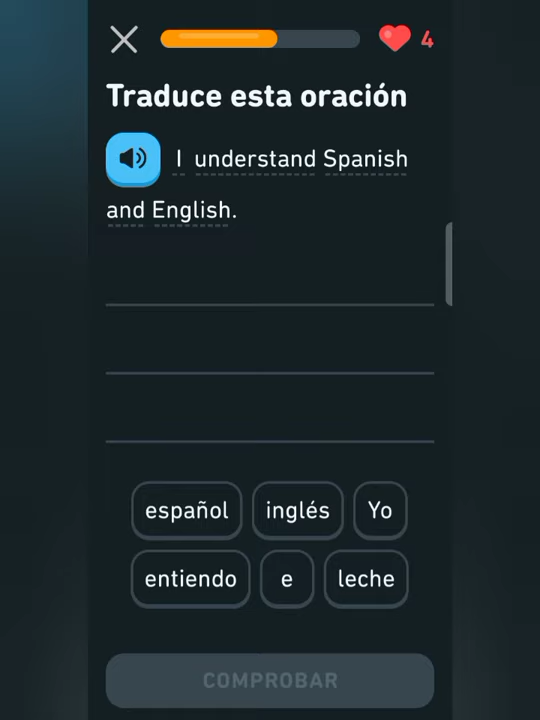 4
Traduce esta oración
I understand Spanish
and English.
español inglés Yo
entiendo e leche
COMPROBAR